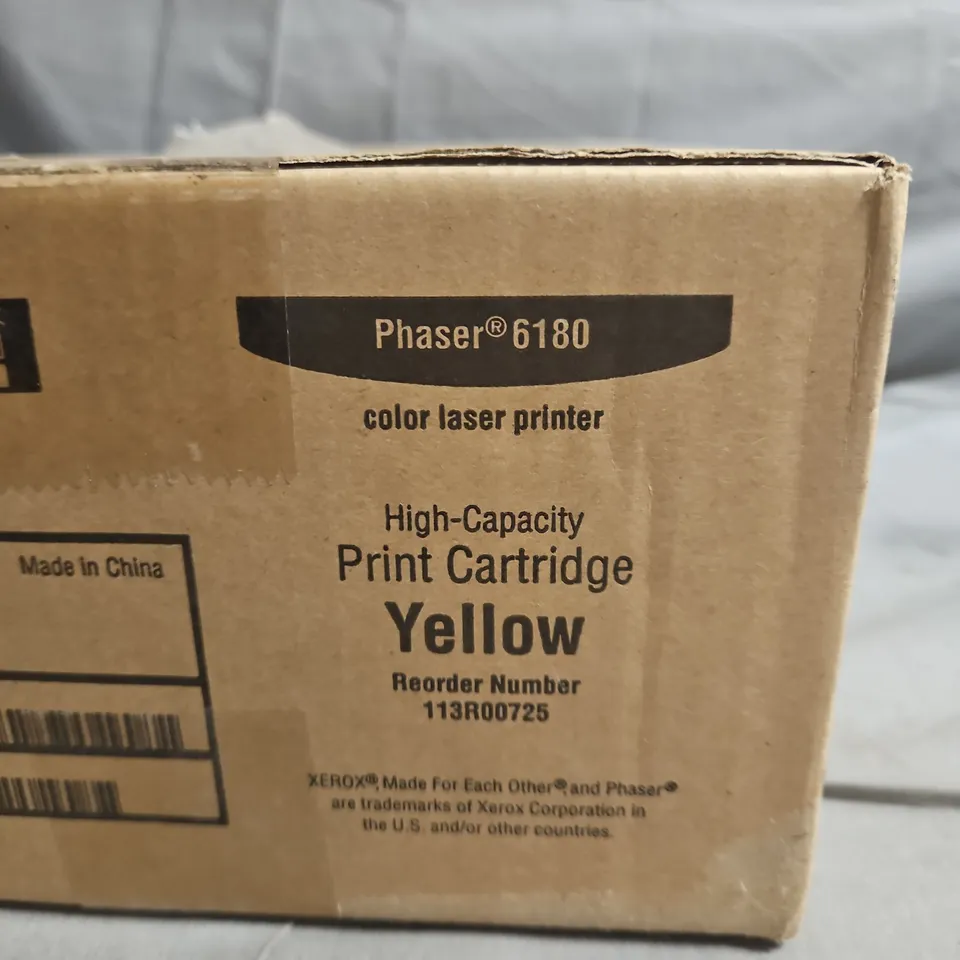 Phaser® 6180
color laser printer
High-Capacity
Print Cartridge
Yellow
Reorder Number
113R00725
Made in China
XEROX®, Made For Each Other®, and Phaser®
are trademarks of Xerox Corporation in
the U.S. and/or other countries.